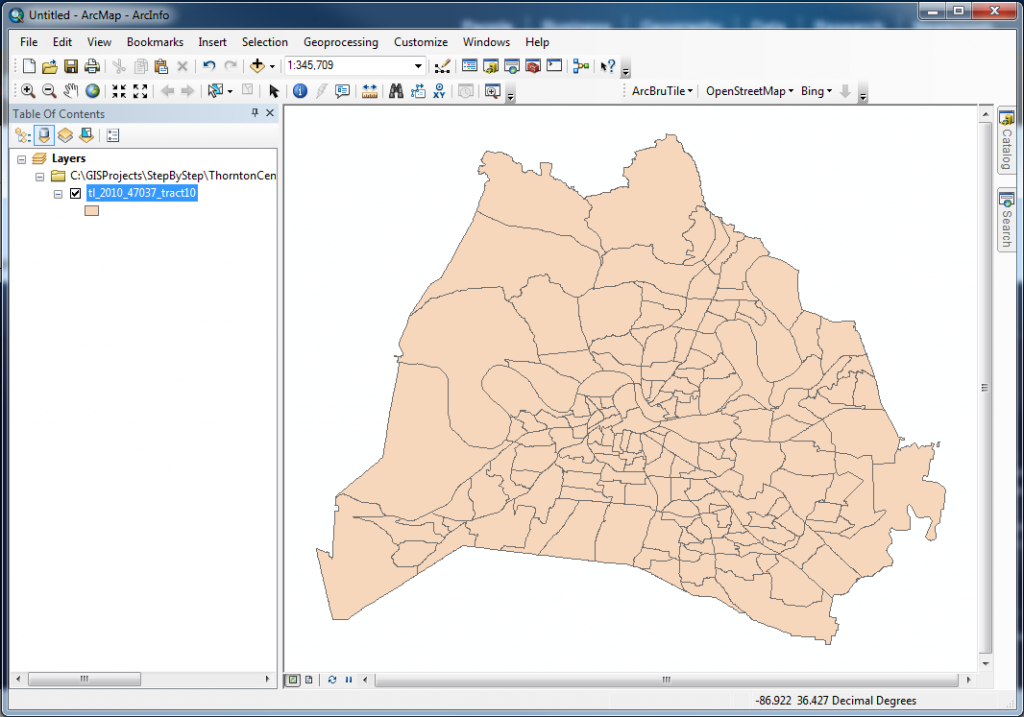 Untitled - ArcMap - ArcInfo
File Edit View Bookmarks Insert Selection Geoprocessing Customize Windows Help
1:345,709
ArcBruTile OpenStreetMap Bing
Table Of Contents
Layers
C:\GISProjects\StepByStep\ThorntonCen
tl_2010_47037_tract10
Catalog
Search
-86.922 36.427 Decimal Degrees